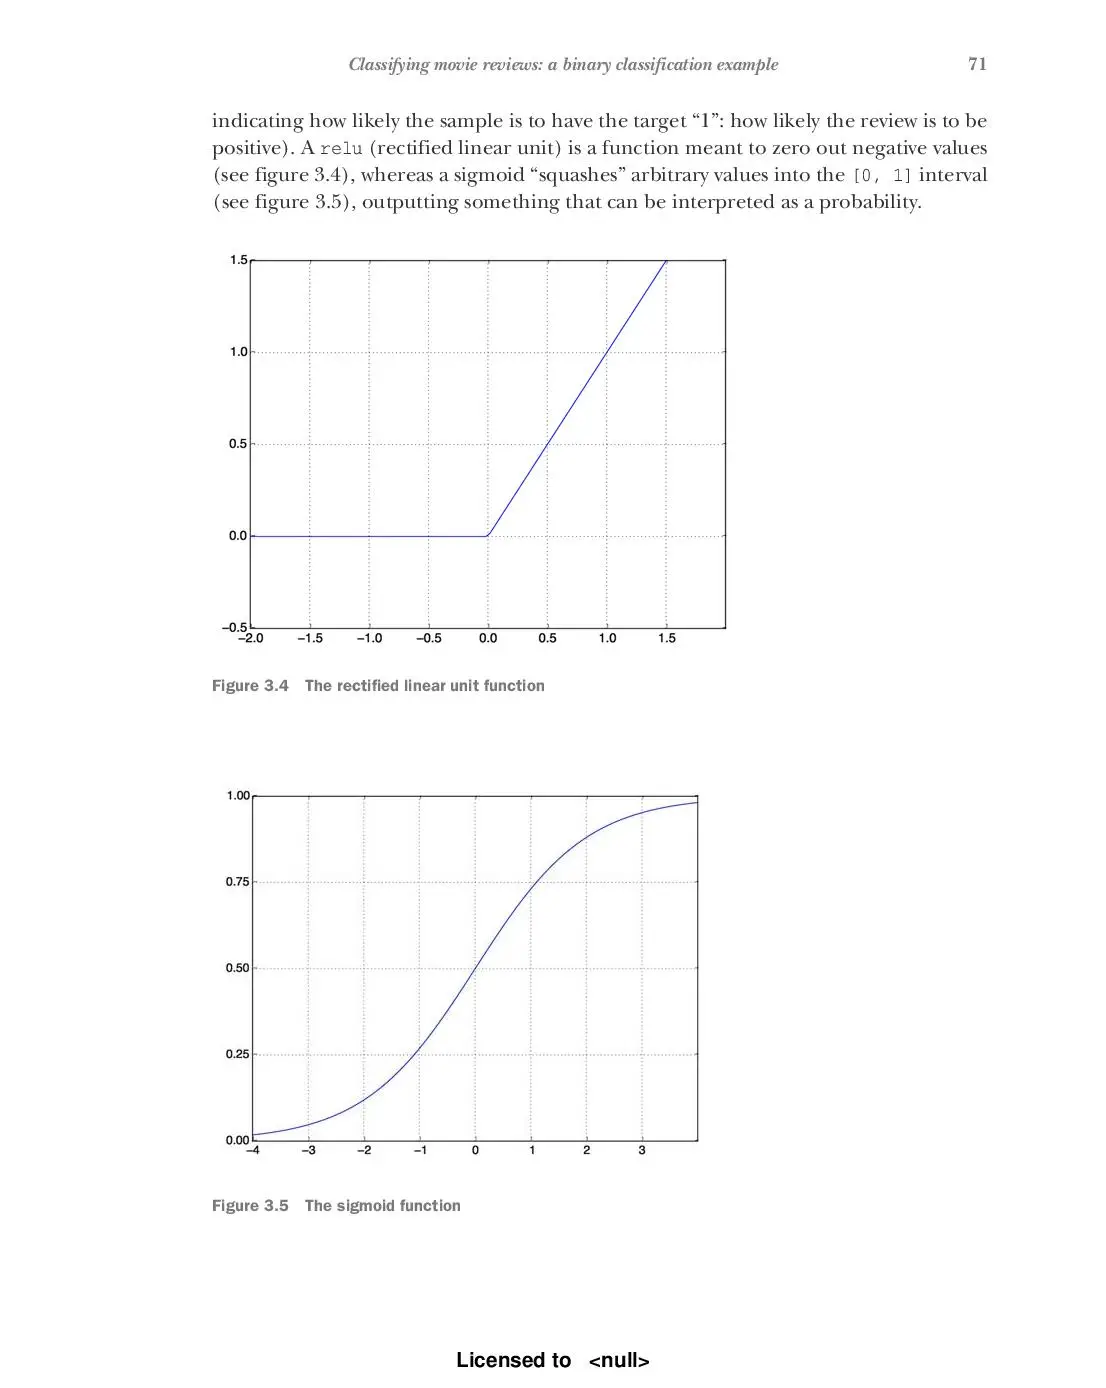 Classifying movie reviews: a binary classification example 71
indicating how likely the sample is to have the target “1”: how likely the review is to be
positive). A relu (rectified linear unit) is a function meant to zero out negative values
(see figure 3.4), whereas a sigmoid “squashes” arbitrary values into the [0, 1] interval
(see figure 3.5), outputting something that can be interpreted as a probability.
1.5
1.0
0.5
0.0
−0.5
−2.0 −1.5 −1.0 −0.5 0.0 0.5 1.0 1.5
Figure 3.4 The rectified linear unit function
1.00
0.75
0.50
0.25
0.00
−4 −3 −2 −1 0 1 2 3
Figure 3.5 The sigmoid function
Licensed to <null>